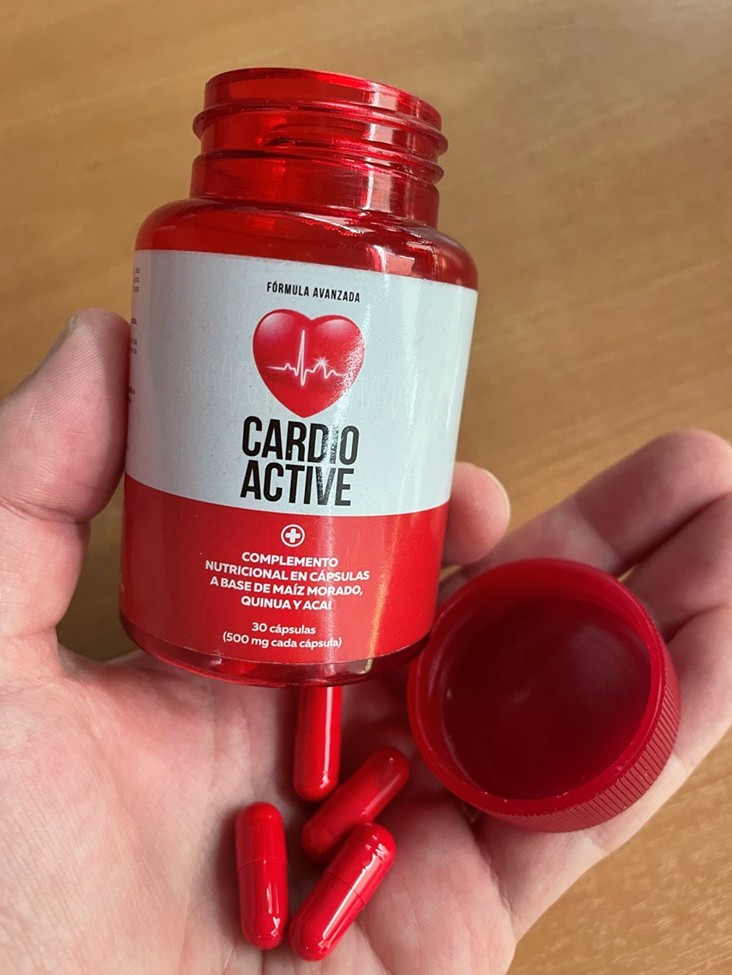 FÓRMULA AVANZADA
CARDIO
ACTIVE
COMPLEMENTO
NUTRICIONAL EN CÁPSULAS
A BASE DE MAÍZ MORADO,
QUINUA Y ACAÍ
30 cápsulas
(500 mg cada cápsula)